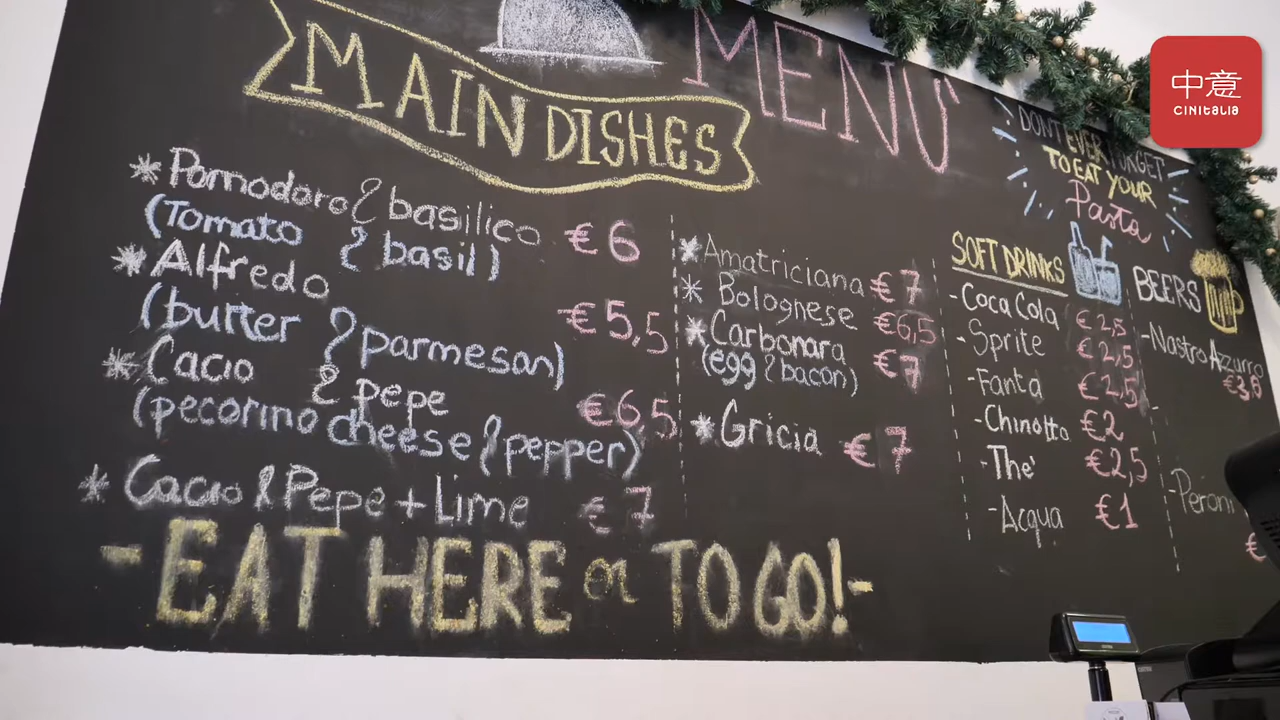 MENU
MAIN DISHES
* Pomodoro & basilico €6
(Tomato & basil)
* Alfredo
(butter & parmesan) €5,5
* Cacio & pepe €6,5
(pecorino cheese & pepper)
* Cacio & Pepe + Lime €7
* Amatriciana €7
* Bolognese €6,5
* Carbonara €7
(egg & bacon)
* Gricia €7
DON'T EVER FORGET
TO EAT YOUR
Pasta
SOFT DRINKS
- Coca Cola €2,5
- Sprite €2,5
- Fanta €2,5
- Chinotto €2
- The' €2,5
- Acqua €1
BEERS
- Nastro Azzurro
- Peroni
€
- EAT HERE or TO GO! -
中意
CINITALIA